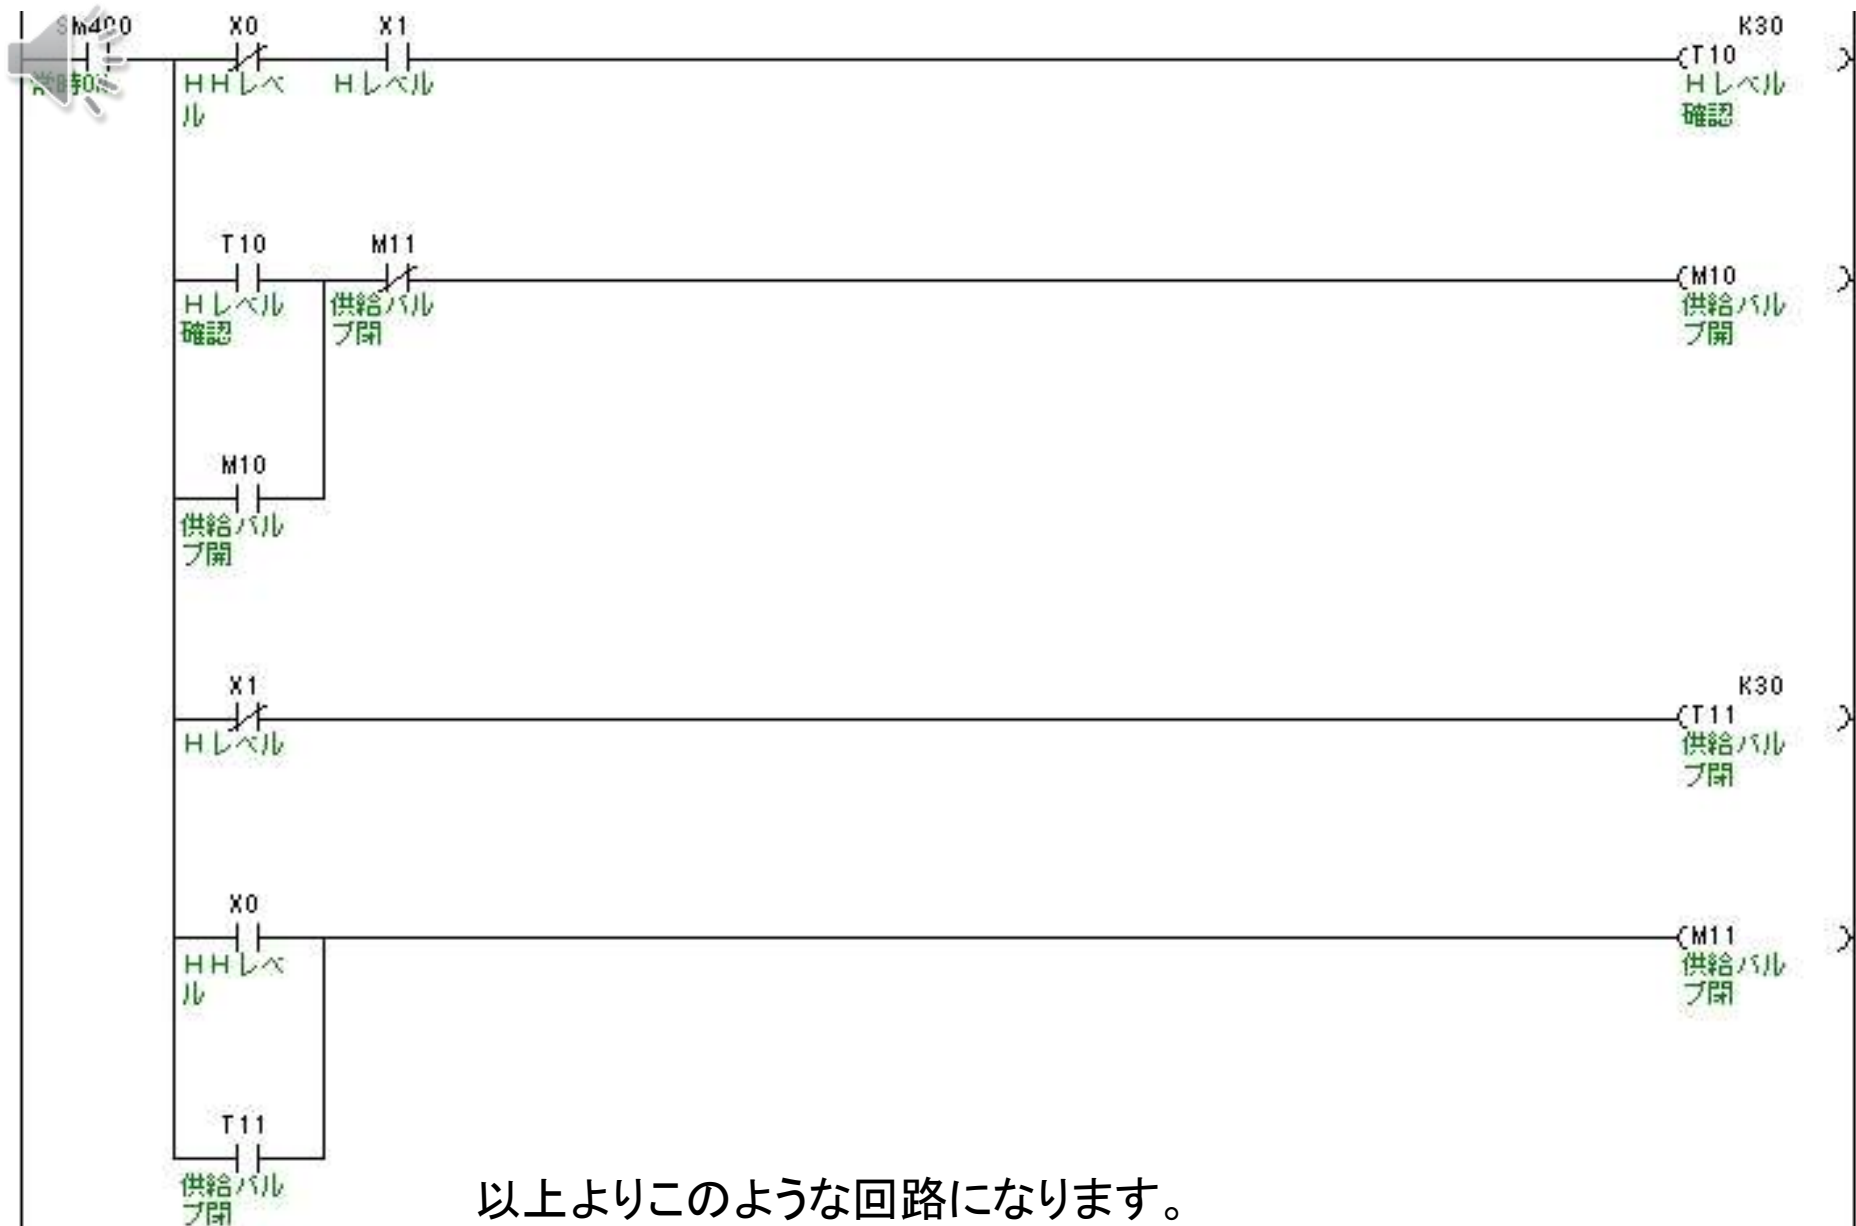 X0 X1 K30
T10
HHレベ Hレベル Hレベル
ル 確認
T10 M11
M10
Hレベル 供給バル 供給バル
確認 ブ閉 ブ開
M10
供給バル
ブ開
X1 K30
T11
Hレベル 供給バル
ブ閉
X0
M11
HHレベ 供給バル
ル ブ閉
T11
供給バル
ブ閉
以上よりこのような回路になります。